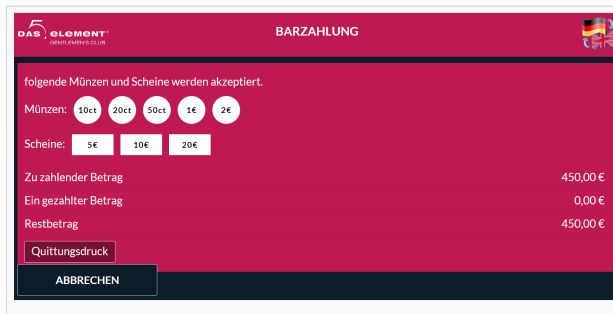 5
DAS ELEMENT
GENTLEMEN'S CLUB
BARZAHLUNG
folgende Münzen und Scheine werden akzeptiert.
Münzen: 10ct 20ct 50ct 1€ 2€
Scheine: 5€ 10€ 20€
Zu zahlender Betrag 450,00 €
Ein gezahlter Betrag 0,00 €
Restbetrag 450,00 €
Quittungsdruck
ABBRECHEN